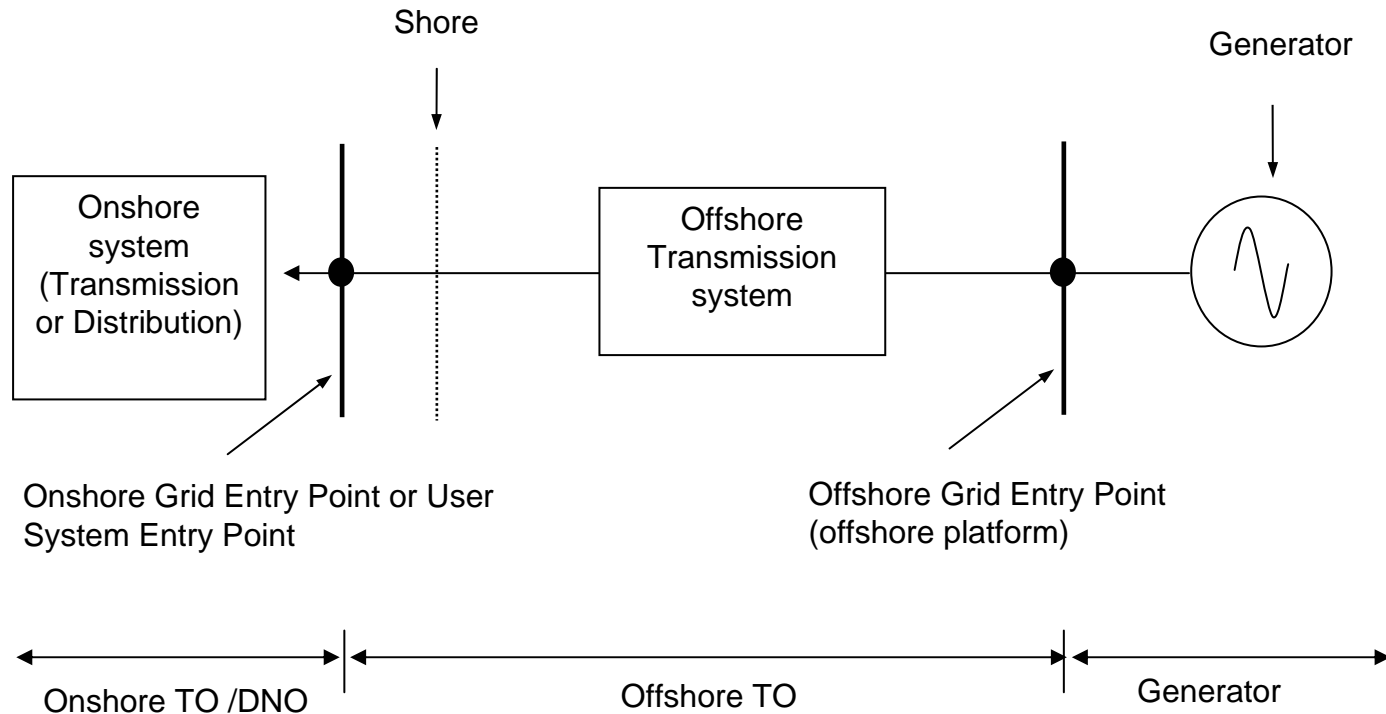 Shore
Generator
Onshore
system
(Transmission
or Distribution)
Offshore
Transmission
system
Onshore Grid Entry Point or User
System Entry Point
Offshore Grid Entry Point
(offshore platform)
Onshore TO /DNO
Offshore TO
Generator